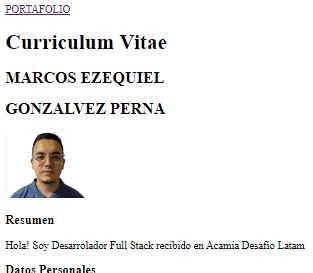 PORTAFOLIO
Curriculum Vitae
MARCOS EZEQUIEL
GONZALVEZ PERNA
Resumen
Hola! Soy Desarrolador Full Stack recibido en Acamia Desafio Latam
Datos Personales